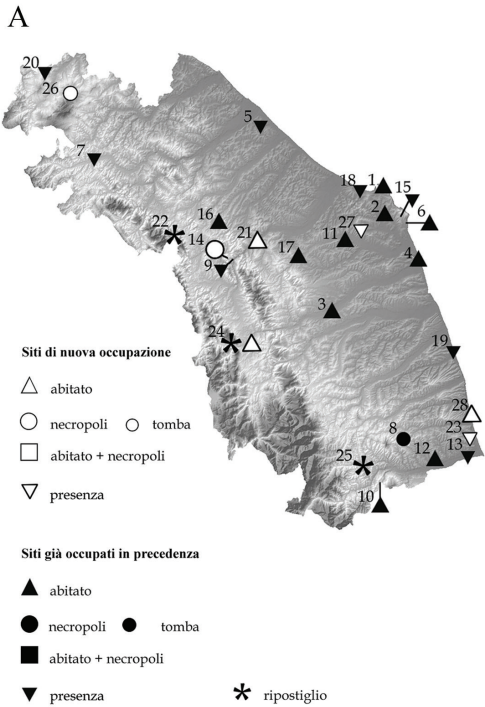 A
20
26
5
7
18
1
15
2
6
22
16
27
14
21
11
17
9
4
3
24
19
28
8
23
25
12
13
10
Siti di nuova occupazione
abitato
necropoli tomba
abitato + necropoli
presenza
Siti già occupati in precedenza
abitato
necropoli tomba
abitato + necropoli
presenza ripostiglio